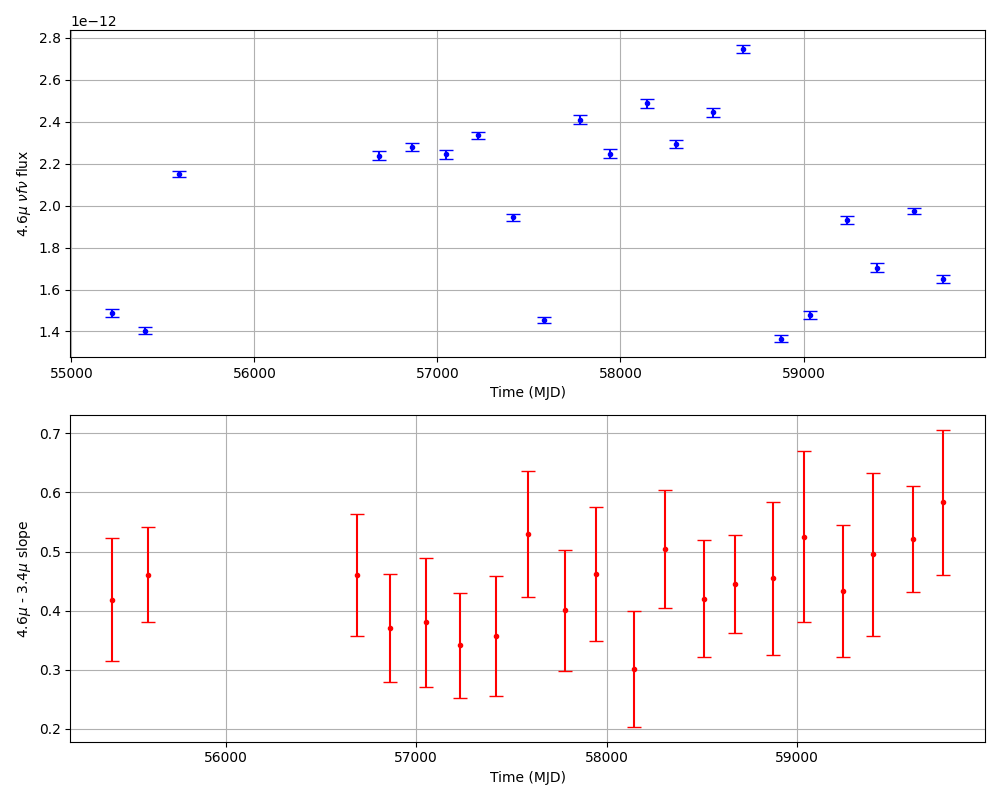 1e−12
2.8
2.6
2.4
2.2
2.0
1.8
1.6
1.4
4.6μ νfν flux
55000 56000 57000 58000 59000
Time (MJD)
0.7
0.6
0.5
0.4
0.3
0.2
4.6μ - 3.4μ slope
56000 57000 58000 59000
Time (MJD)